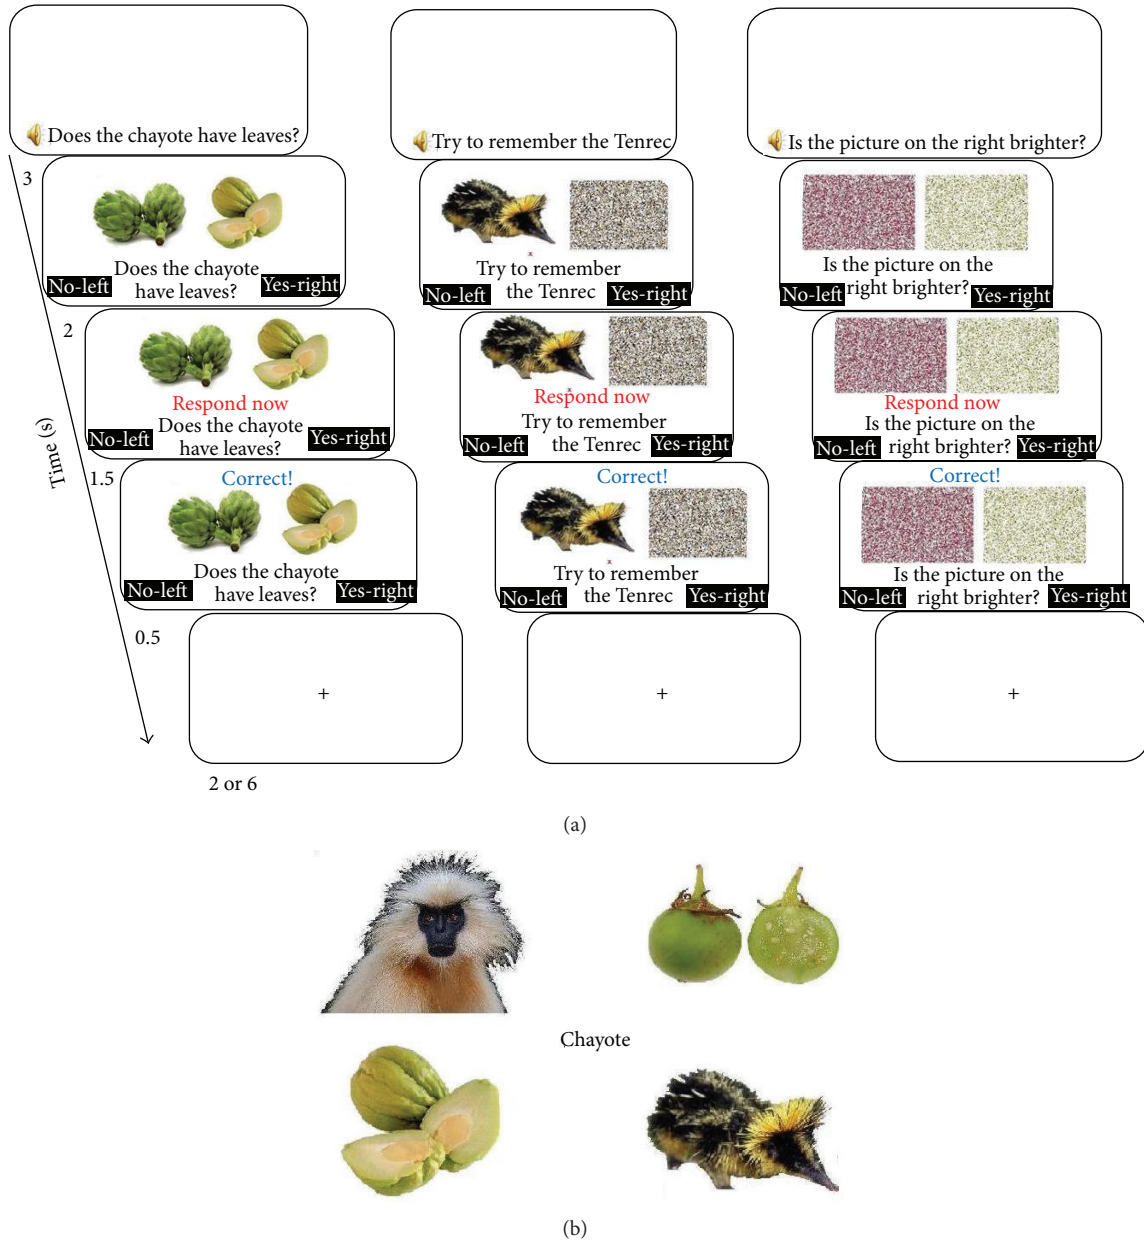 Does the chayote have leaves?
Try to remember the Tenrec
Is the picture on the right brighter?
3
Does the chayote
have leaves?
No-left
Yes-right
Try to remember
the Tenrec
No-left
Yes-right
Is the picture on the
right brighter?
No-left
Yes-right
2
Respond now
Does the chayote
have leaves?
No-left
Yes-right
Respond now
Try to remember
the Tenrec
No-left
Yes-right
Respond now
Is the picture on the
right brighter?
No-left
Yes-right
Time (s)
1.5
Correct!
Does the chayote
have leaves?
No-left
Yes-right
Correct!
Try to remember
the Tenrec
No-left
Yes-right
Correct!
Is the picture on the
right brighter?
No-left
Yes-right
0.5
+
+
+
2 or 6
(a)
Chayote
(b)